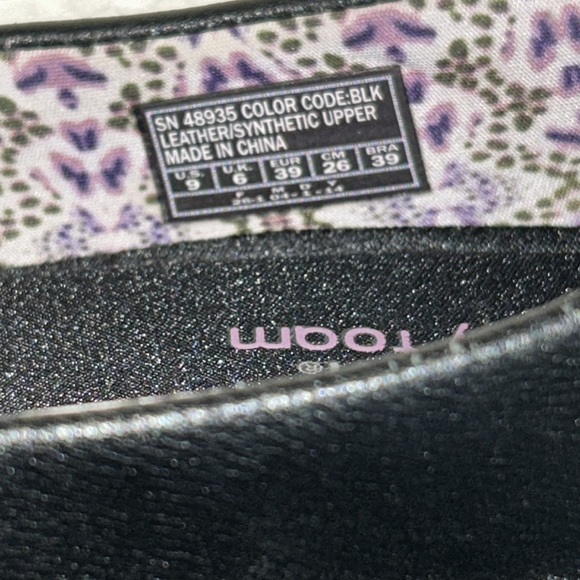 SN 48935 COLOR CODE:BLK
LEATHER/SYNTHETIC UPPER
MADE IN CHINA
U.S. U.K. EUR CM BRA
9 6 39 26 39
F M D Y
y foam
®